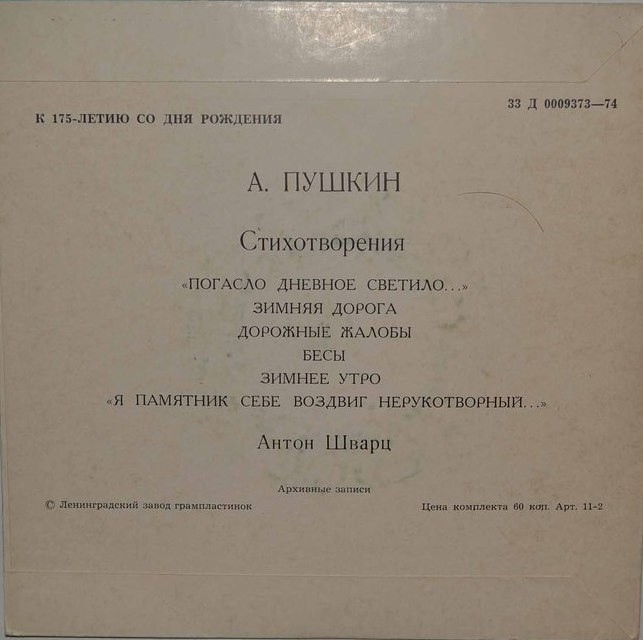 33 Д 0009373—74
К 175-ЛЕТИЮ СО ДНЯ РОЖДЕНИЯ
А. ПУШКИН
Стихотворения
«ПОГАСЛО ДНЕВНОЕ СВЕТИЛО...»
ЗИМНЯЯ ДОРОГА
ДОРОЖНЫЕ ЖАЛОБЫ
БЕСЫ
ЗИМНЕЕ УТРО
«Я ПАМЯТНИК СЕБЕ ВОЗДВИГ НЕРУКОТВОРНЫЙ...»
Антон Шварц
Архивные записи
© Ленинградский завод грампластинок
Цена комплекта 60 коп. Арт. 11-2